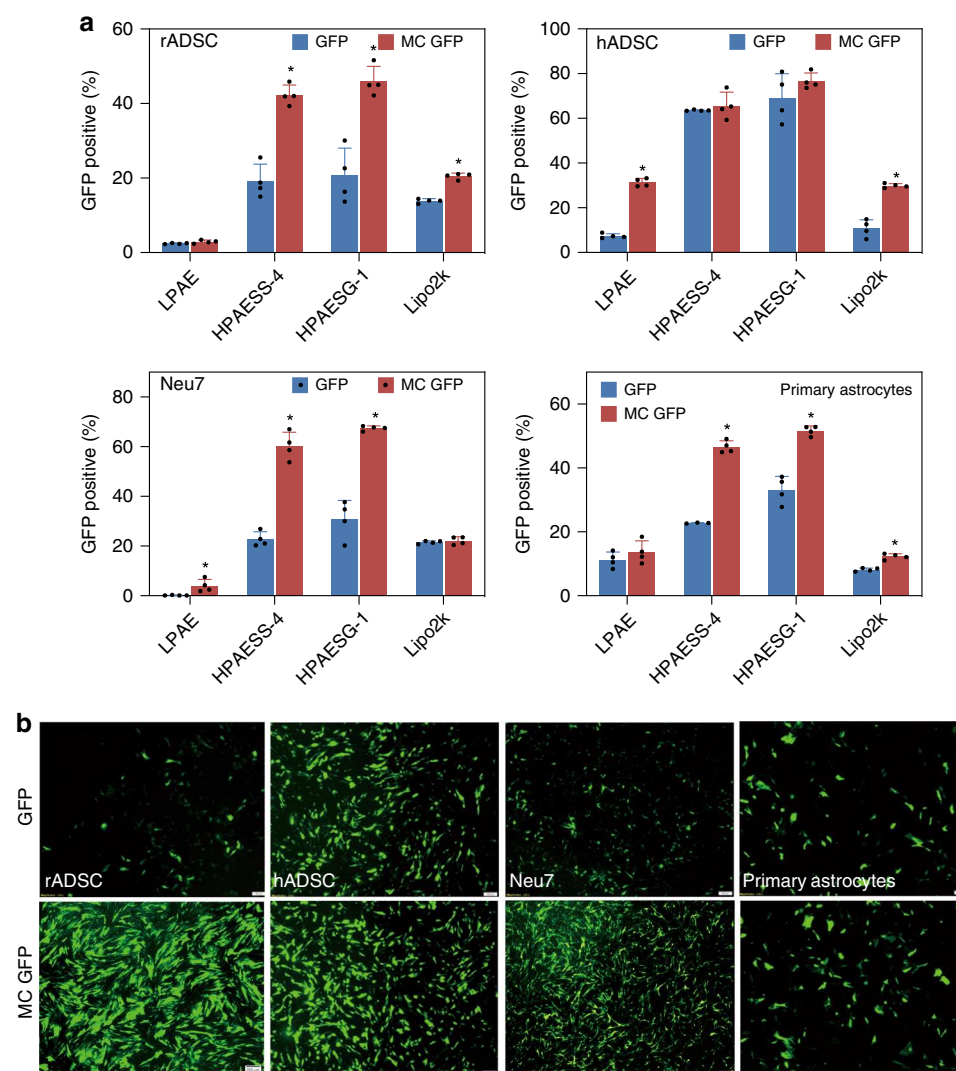 a
rADSC
GFP
MC GFP
GFP positive (%)
60
40
20
0
LPAE
HPAESS-4
HPAESG-1
Lipo2k
*
*
*
hADSC
GFP
MC GFP
GFP positive (%)
100
80
60
40
20
0
LPAE
HPAESS-4
HPAESG-1
Lipo2k
*
*
Neu7
GFP
MC GFP
GFP positive (%)
80
60
40
20
0
LPAE
HPAESS-4
HPAESG-1
Lipo2k
*
*
*
GFP
MC GFP
Primary astrocytes
GFP positive (%)
60
40
20
0
LPAE
HPAESS-4
HPAESG-1
Lipo2k
*
*
*
b
GFP
rADSC
hADSC
Neu7
Primary astrocytes
MC GFP